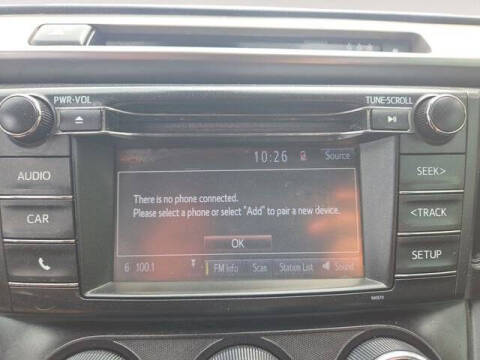 PWR•VOL
TUNE•SCROLL
10:26
Source
AUDIO
SEEK>
There is no phone connected.
Please select a phone or select "Add" to pair a new device.
CAR
<TRACK
OK
SETUP
6 100.1 FM Info Scan Station List Sound